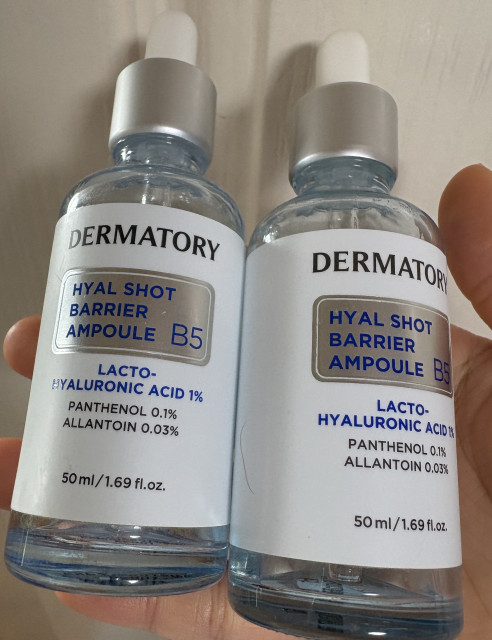 DERMATORY
HYAL SHOT
BARRIER
AMPOULE B5
LACTO-
HYALURONIC ACID 1%
PANTHENOL 0.1%
ALLANTOIN 0.03%
50 ml / 1.69 fl. oz.
DERMATORY
HYAL SHOT
BARRIER
AMPOULE B5
LACTO-
HYALURONIC ACID 1%
PANTHENOL 0.1%
ALLANTOIN 0.03%
50 ml / 1.69 fl. oz.